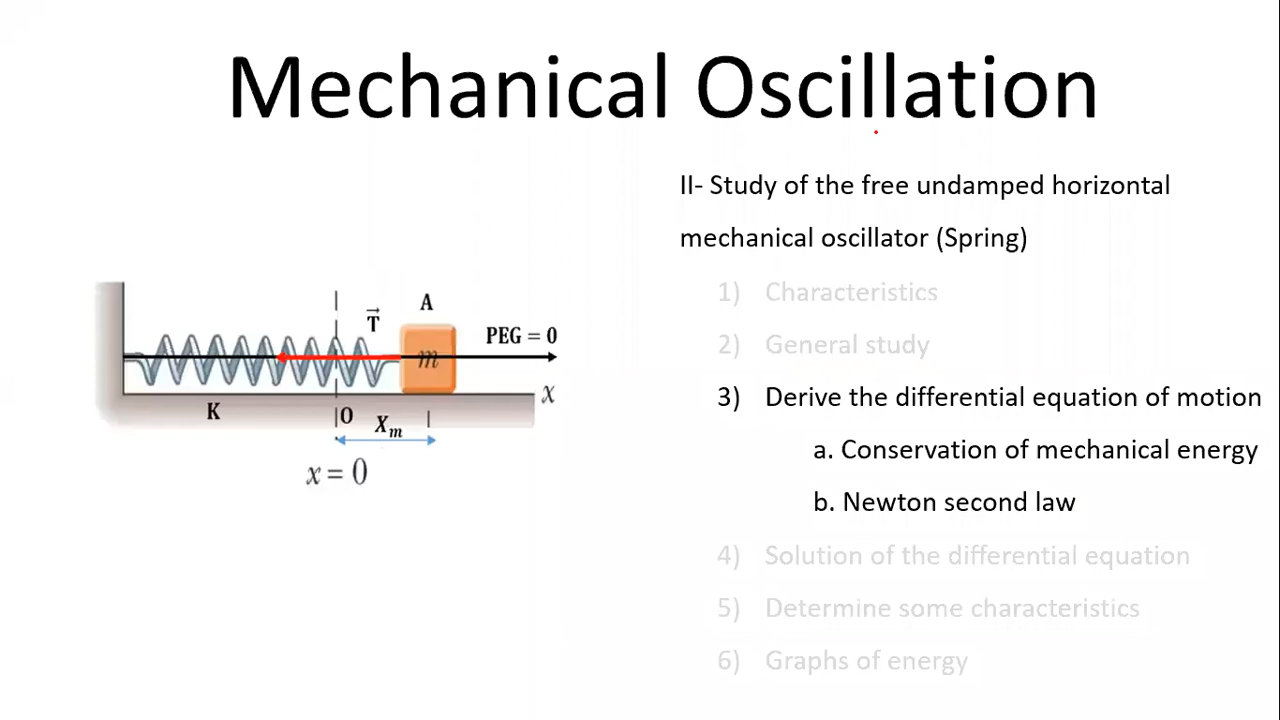 Mechanical Oscillation
II- Study of the free undamped horizontal
mechanical oscillator (Spring)
1) Characteristics
2) General study
3) Derive the differential equation of motion
a. Conservation of mechanical energy
b. Newton second law
4) Solution of the differential equation
5) Determine some characteristics
6) Graphs of energy
A
T⃗
PEG = 0
m
x
K
O
Xₘ
x = 0